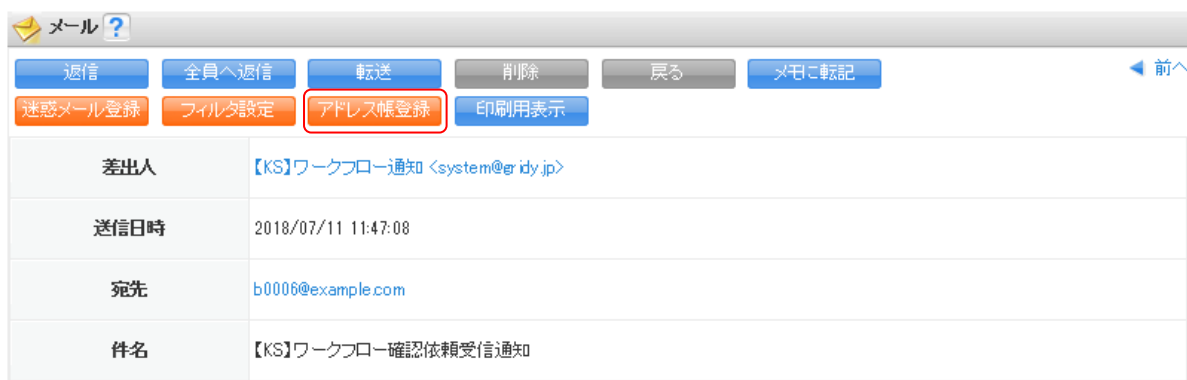 メール ?
返信 全員へ返信 転送 削除 戻る メモに転記 前へ
迷惑メール登録 フィルタ設定 アドレス帳登録 印刷用表示
差出人 【KS】ワークフロー通知 <system@gridy.jp>
送信日時 2018/07/11 11:47:08
宛先 b0006@example.com
件名 【KS】ワークフロー確認依頼受信通知